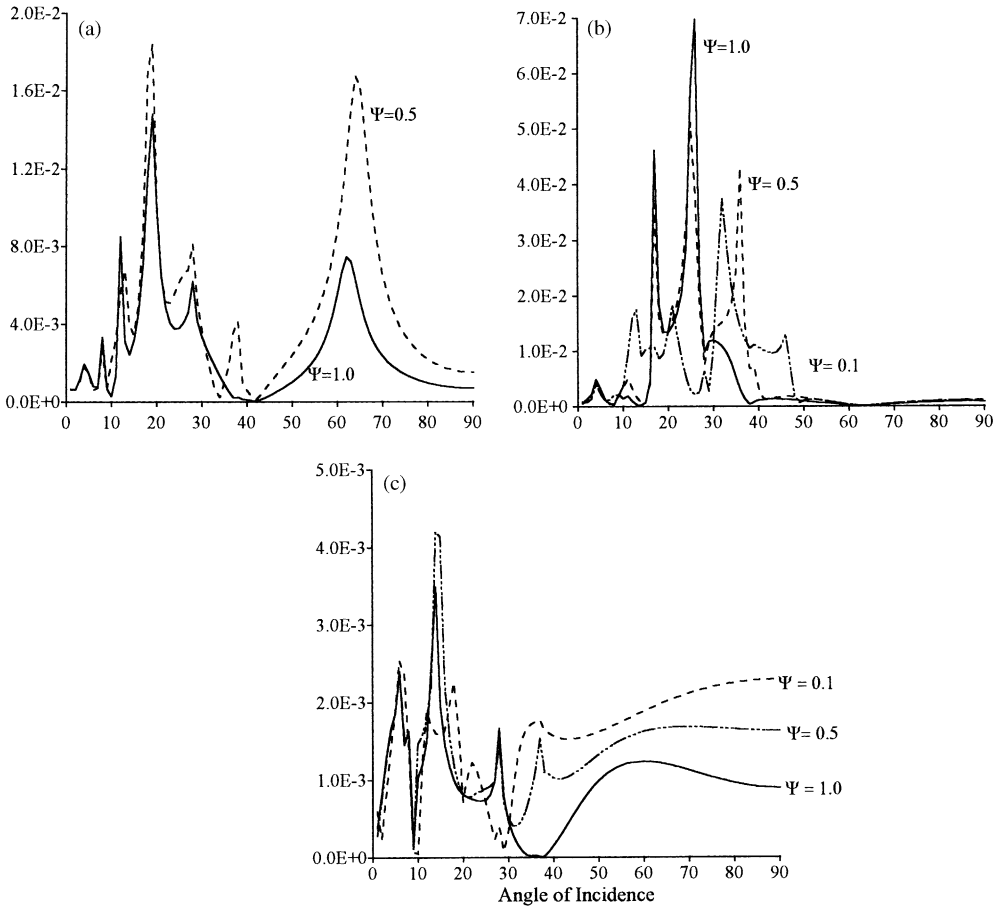 (a)
2.0E-2
1.6E-2
1.2E-2
8.0E-3
4.0E-3
0.0E+0
Ψ=0.5
Ψ=1.0
0 10 20 30 40 50 60 70 80 90
(b)
7.0E-2
6.0E-2
5.0E-2
4.0E-2
3.0E-2
2.0E-2
1.0E-2
0.0E+0
Ψ=1.0
Ψ= 0.5
Ψ= 0.1
0 10 20 30 40 50 60 70 80 90
(c)
5.0E-3
4.0E-3
3.0E-3
2.0E-3
1.0E-3
0.0E+0
Ψ = 0.1
Ψ = 0.5
Ψ = 1.0
0 10 20 30 40 50 60 70 80 90
Angle of Incidence